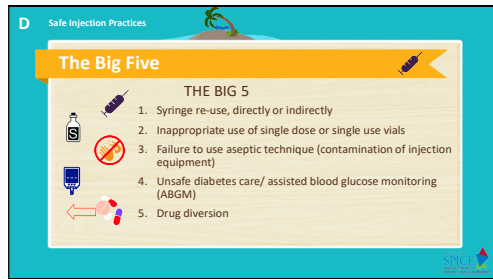 D Safe Injection Practices
The Big Five
THE BIG 5
1. Syringe re-use, directly or indirectly
2. Inappropriate use of single dose or single use vials
3. Failure to use aseptic technique (contamination of injection
equipment)
4. Unsafe diabetes care/ assisted blood glucose monitoring
(ABGM)
5. Drug diversion
S
SPICE